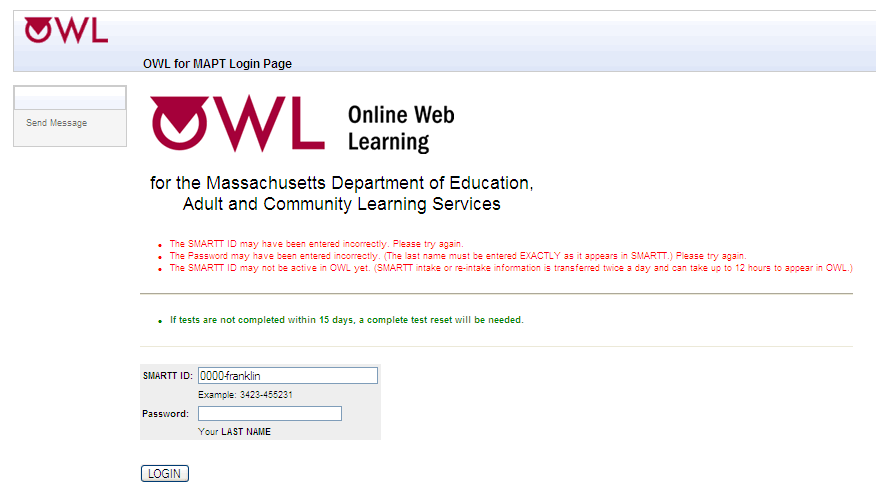 OWL
OWL for MAPT Login Page
Send Message
OWL Online Web
Learning
for the Massachusetts Department of Education,
Adult and Community Learning Services
The SMARTT ID may have been entered incorrectly. Please try again.
The Password may have been entered incorrectly. (The last name must be entered EXACTLY as it appears in SMARTT.) Please try again.
The SMARTT ID may not be active in OWL yet. (SMARTT intake or re-intake information is transferred twice a day and can take up to 12 hours to appear in OWL.)
If tests are not completed within 15 days, a complete test reset will be needed.
SMARTT ID: 0000-franklin
Example: 3423-455231
Password:
Your LAST NAME
LOGIN